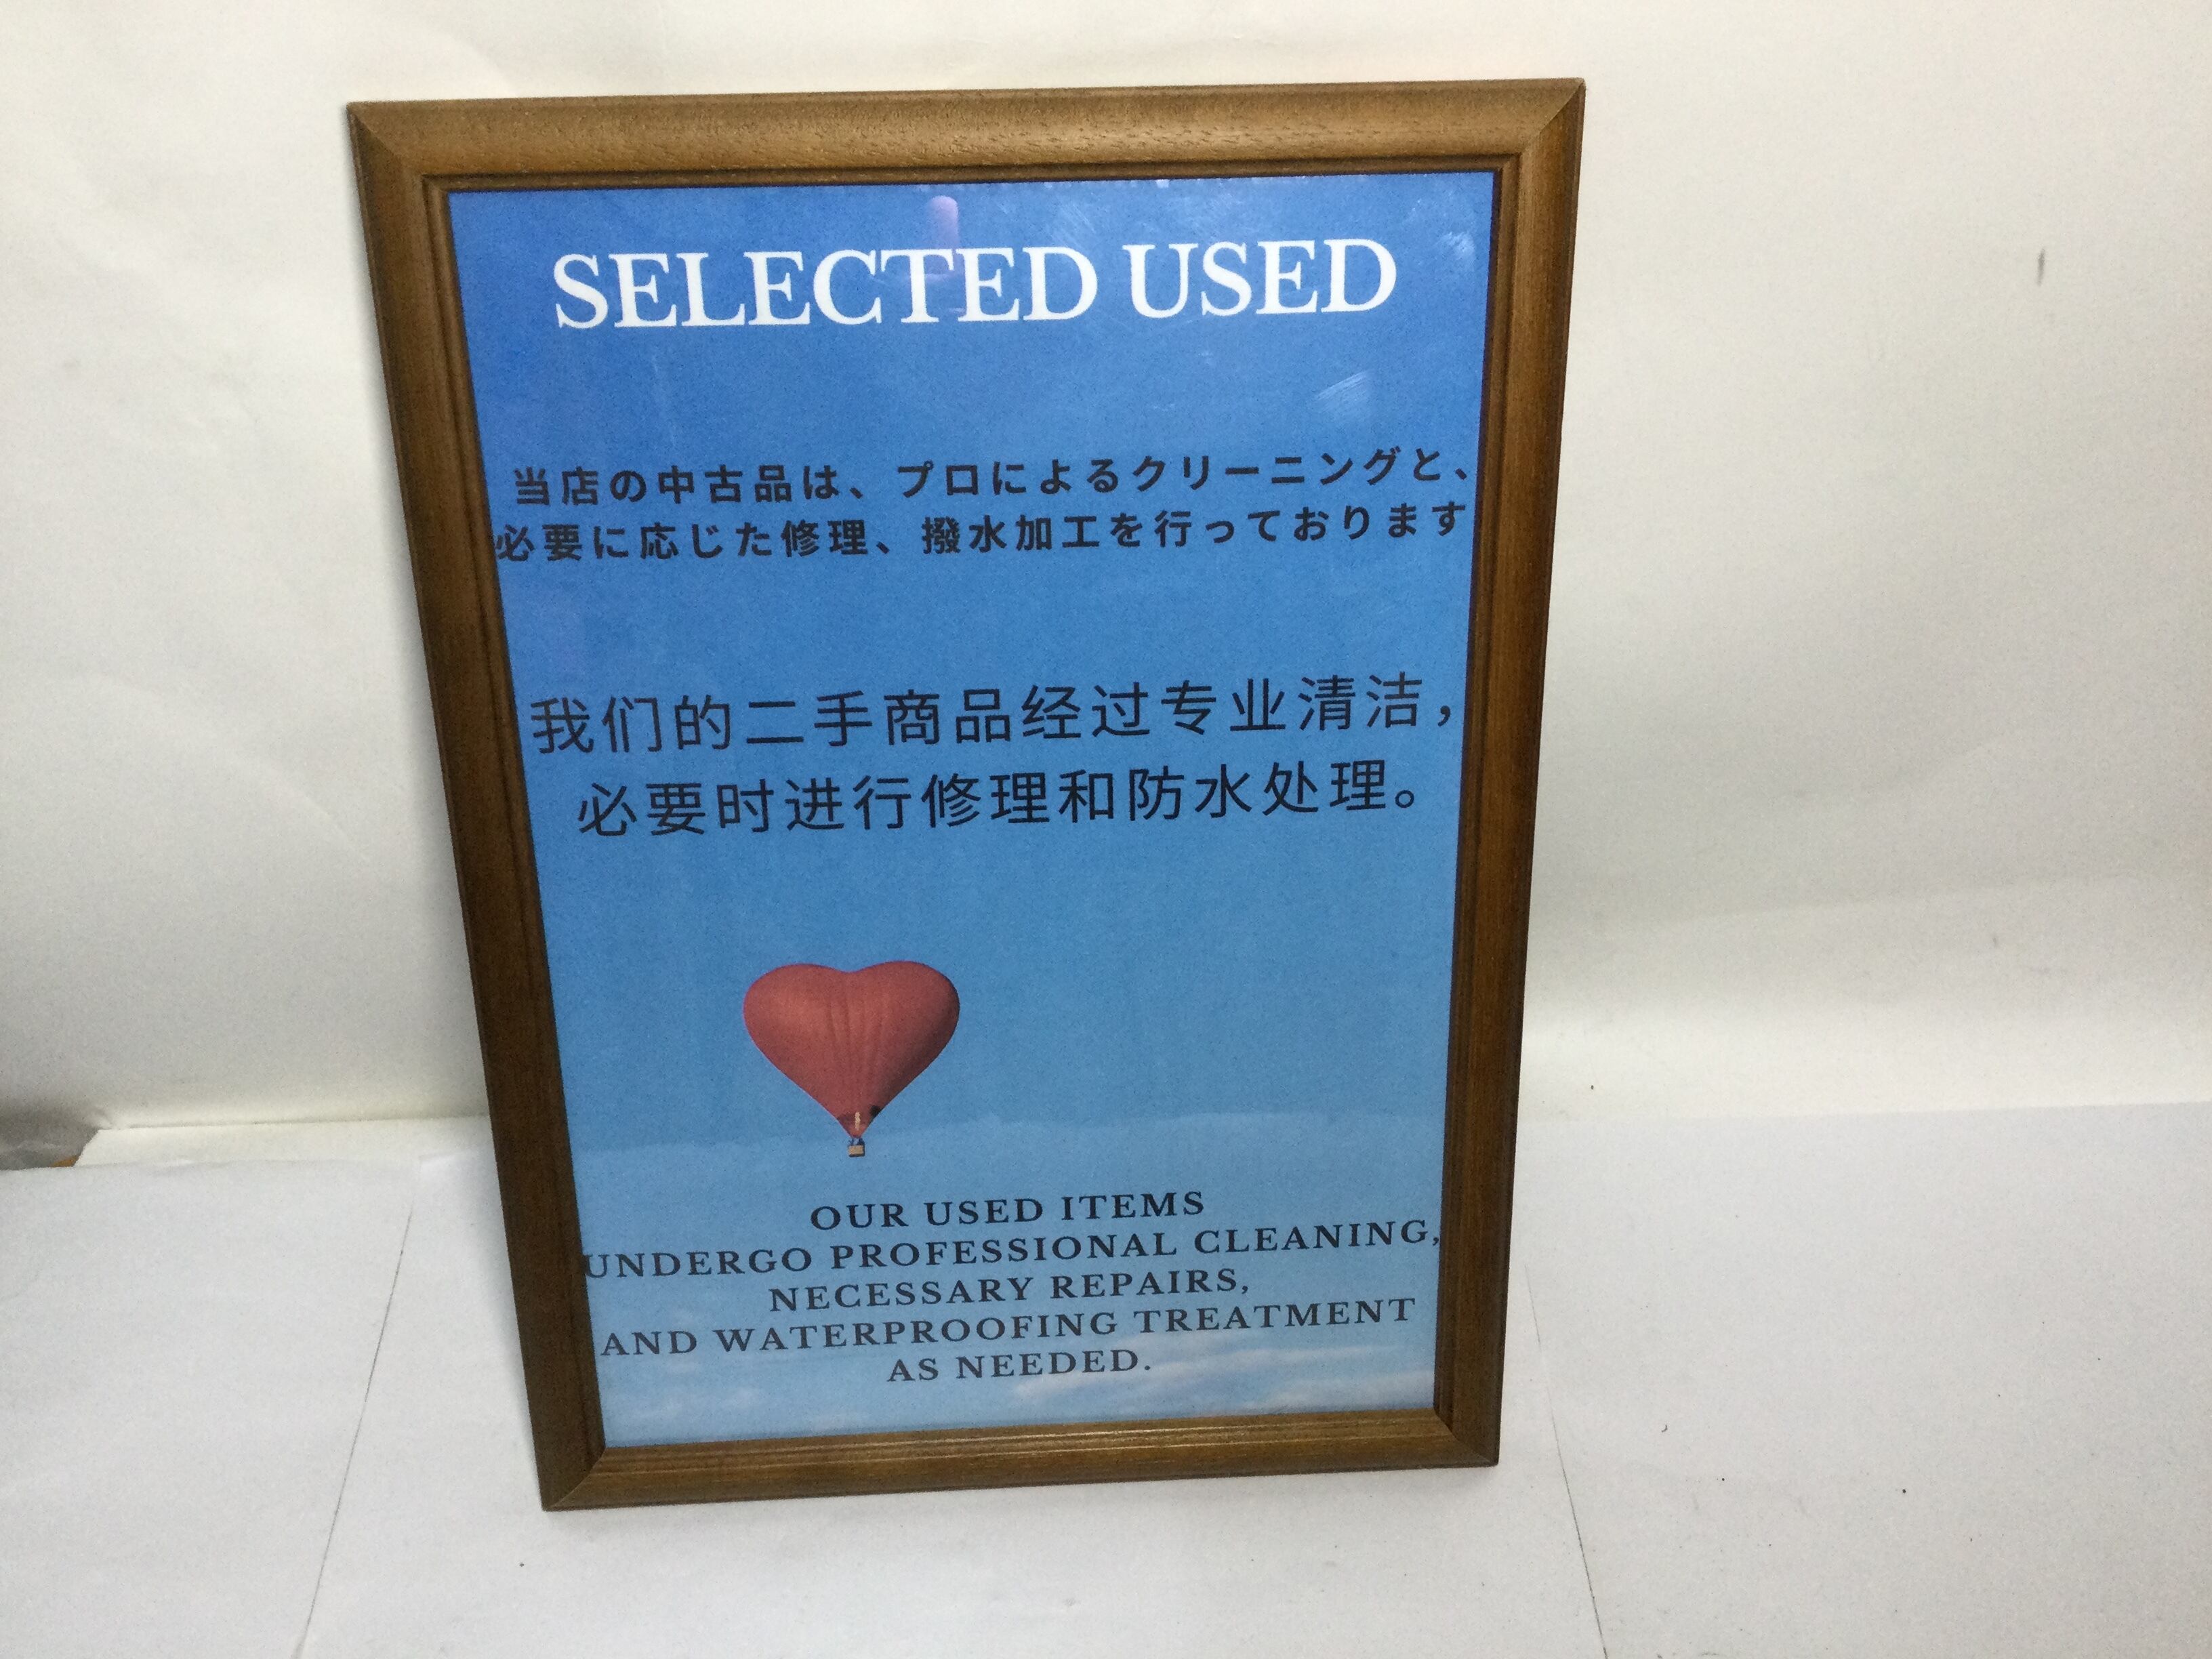 SELECTED USED
当店の中古品は、プロによるクリーニングと、
必要に応じた修理、撥水加工を行っております
我们的二手商品经过专业清洁，
必要时进行修理和防水处理。
OUR USED ITEMS
UNDERGO PROFESSIONAL CLEANING,
NECESSARY REPAIRS,
AND WATERPROOFING TREATMENT
AS NEEDED.